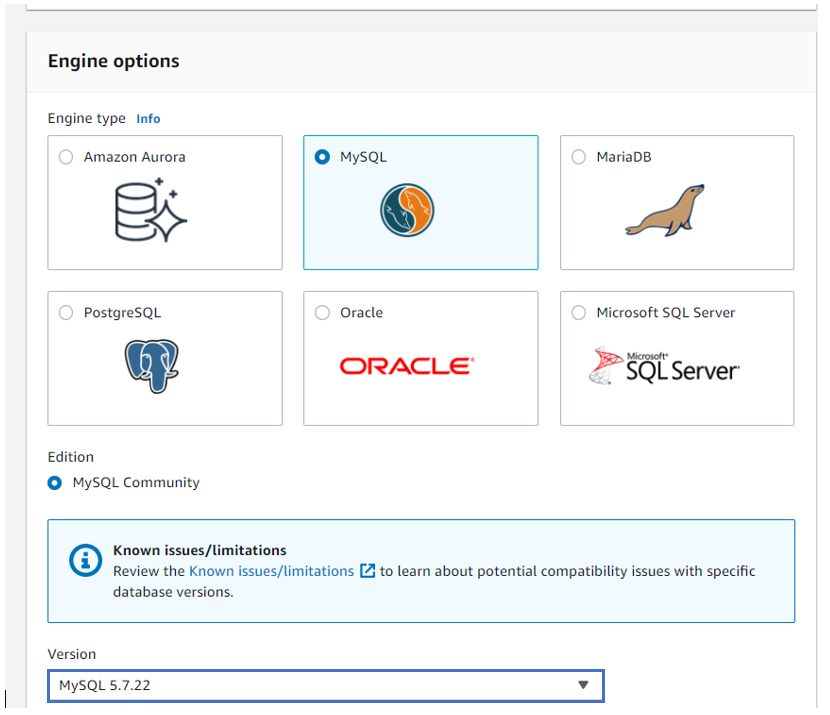 Engine options
Engine type Info
Amazon Aurora
MySQL
MariaDB
PostgreSQL
Oracle
Microsoft SQL Server
ORACLE®
Microsoft®
SQL Server®
Edition
MySQL Community
Known issues/limitations
Review the Known issues/limitations to learn about potential compatibility issues with specific
database versions.
Version
MySQL 5.7.22